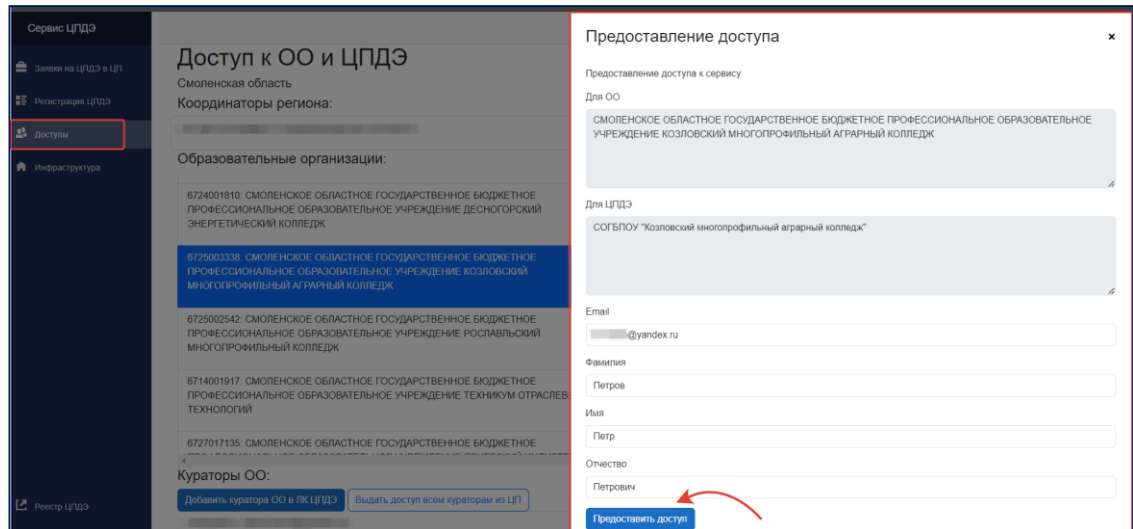 Сервис ЦПДЭ
Заявки на ЦПДЭ в ЦП
Регистрация ЦПДЭ
Доступы
Инфраструктура
Реестр ЦПДЭ
Доступ к ОО и ЦПДЭ
Смоленская область
Координаторы региона:
Образовательные организации:
6724001810: СМОЛЕНСКОЕ ОБЛАСТНОЕ ГОСУДАРСТВЕННОЕ БЮДЖЕТНОЕ
ПРОФЕССИОНАЛЬНОЕ ОБРАЗОВАТЕЛЬНОЕ УЧРЕЖДЕНИЕ ДЕСНОГОРСКИЙ
ЭНЕРГЕТИЧЕСКИЙ КОЛЛЕДЖ
6725003338: СМОЛЕНСКОЕ ОБЛАСТНОЕ ГОСУДАРСТВЕННОЕ БЮДЖЕТНОЕ
ПРОФЕССИОНАЛЬНОЕ ОБРАЗОВАТЕЛЬНОЕ УЧРЕЖДЕНИЕ КОЗЛОВСКИЙ
МНОГОПРОФИЛЬНЫЙ АГРАРНЫЙ КОЛЛЕДЖ
6725002542: СМОЛЕНСКОЕ ОБЛАСТНОЕ ГОСУДАРСТВЕННОЕ БЮДЖЕТНОЕ
ПРОФЕССИОНАЛЬНОЕ ОБРАЗОВАТЕЛЬНОЕ УЧРЕЖДЕНИЕ РОСЛАВЛЬСКИЙ
МНОГОПРОФИЛЬНЫЙ КОЛЛЕДЖ
6714001917: СМОЛЕНСКОЕ ОБЛАСТНОЕ ГОСУДАРСТВЕННОЕ БЮДЖЕТНОЕ
ПРОФЕССИОНАЛЬНОЕ ОБРАЗОВАТЕЛЬНОЕ УЧРЕЖДЕНИЕ ТЕХНИКУМ ОТРАСЛЕВ
ТЕХНОЛОГИЙ
6727017135: СМОЛЕНСКОЕ ОБЛАСТНОЕ ГОСУДАРСТВЕННОЕ БЮДЖЕТНОЕ
Кураторы ОО:
Добавить куратора ОО в ЛК ЦПДЭ
Выдать доступ всем кураторам из ЦП
Предоставление доступа
Предоставление доступа к сервису
Для ОО
СМОЛЕНСКОЕ ОБЛАСТНОЕ ГОСУДАРСТВЕННОЕ БЮДЖЕТНОЕ ПРОФЕССИОНАЛЬНОЕ ОБРАЗОВАТЕЛЬНОЕ
УЧРЕЖДЕНИЕ КОЗЛОВСКИЙ МНОГОПРОФИЛЬНЫЙ АГРАРНЫЙ КОЛЛЕДЖ
Для ЦПДЭ
СОГБПОУ "Козловский многопрофильный аграрный колледж"
Email
@yandex.ru
Фамилия
Петров
Имя
Петр
Отчество
Петрович
Предоставить доступ